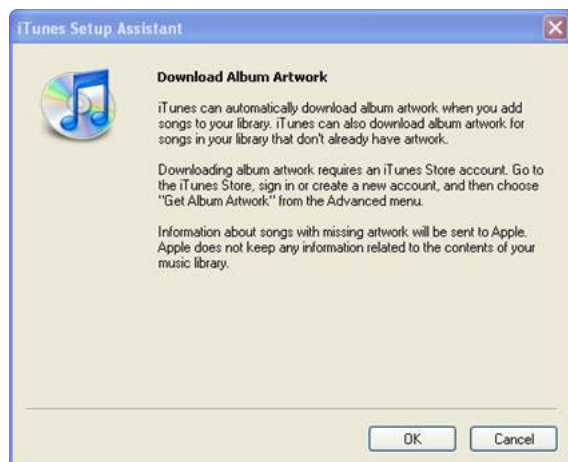 iTunes Setup Assistant
Download Album Artwork
iTunes can automatically download album artwork when you add
songs to your library. iTunes can also download album artwork for
songs in your library that don't already have artwork.
Downloading album artwork requires an iTunes Store account. Go to
the iTunes Store, sign in or create a new account, and then choose
"Get Album Artwork" from the Advanced menu.
Information about songs with missing artwork will be sent to Apple.
Apple does not keep any information related to the contents of your
music library.
OK
Cancel